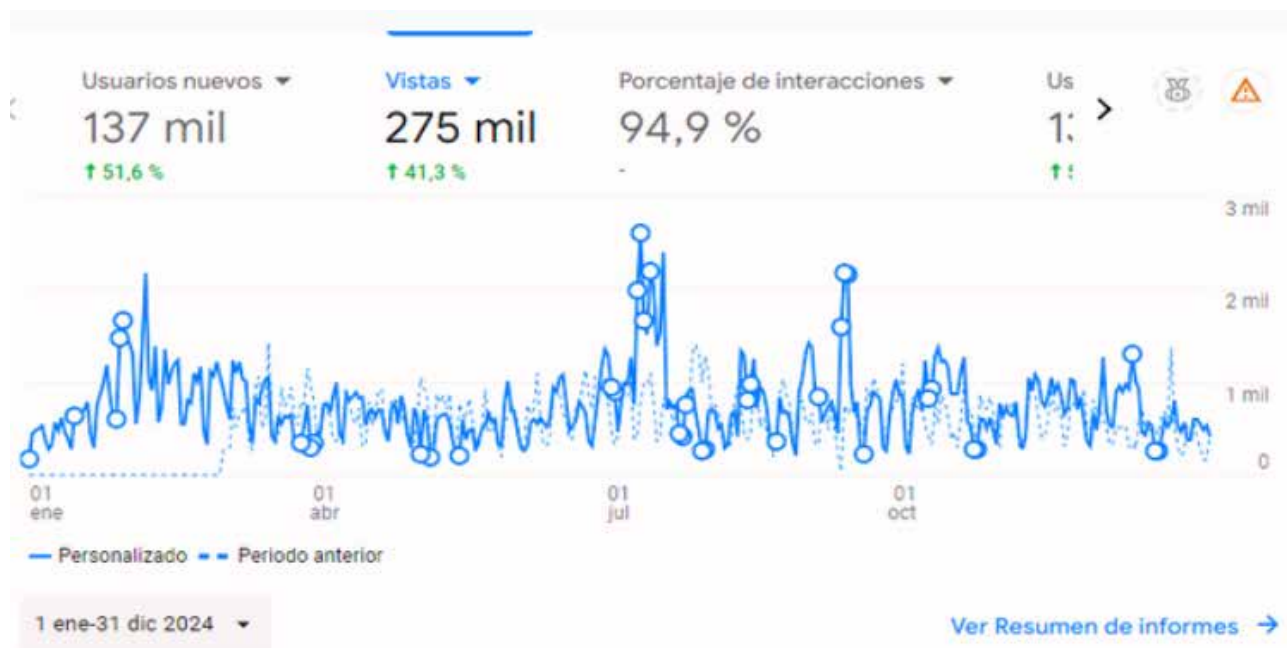 Usuarios nuevos Vistas Porcentaje de interacciones Us
137 mil 275 mil 94,9 %
↑ 51,6 % ↑ 41,3 % -
3 mil
2 mil
1 mil
0
01 01 01 01
ene abr jul oct
Personalizado Periodo anterior
1 ene-31 dic 2024 Ver Resumen de informes →